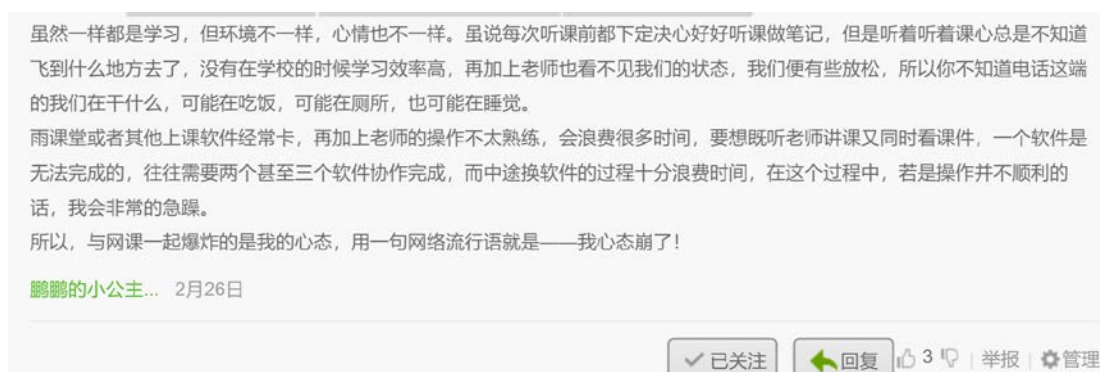 虽然一样都是学习，但环境不一样，心情也不一样。虽说每次听课前都下定决心好好听课做笔记，但是听着听着课心总是不知道
飞到什么地方去了，没有在学校的时候学习效率高，再加上老师也看不见我们的状态，我们便有些放松，所以你不知道电话这端
的我们在干什么，可能在吃饭，可能在厕所，也可能在睡觉。
雨课堂或者其他上课软件经常卡，再加上老师的操作不太熟练，会浪费很多时间，要想既听老师讲课又同时看课件，一个软件是
无法完成的，往往需要两个甚至三个软件协作完成，而中途换软件的过程十分浪费时间，在这个过程中，若是操作并不顺利的
话，我会非常的急躁。
所以，与网课一起爆炸的是我的心态，用一句网络流行语就是——我心态崩了！
鹏鹏的小公主... 2月26日
已关注 回复 3 举报 管理